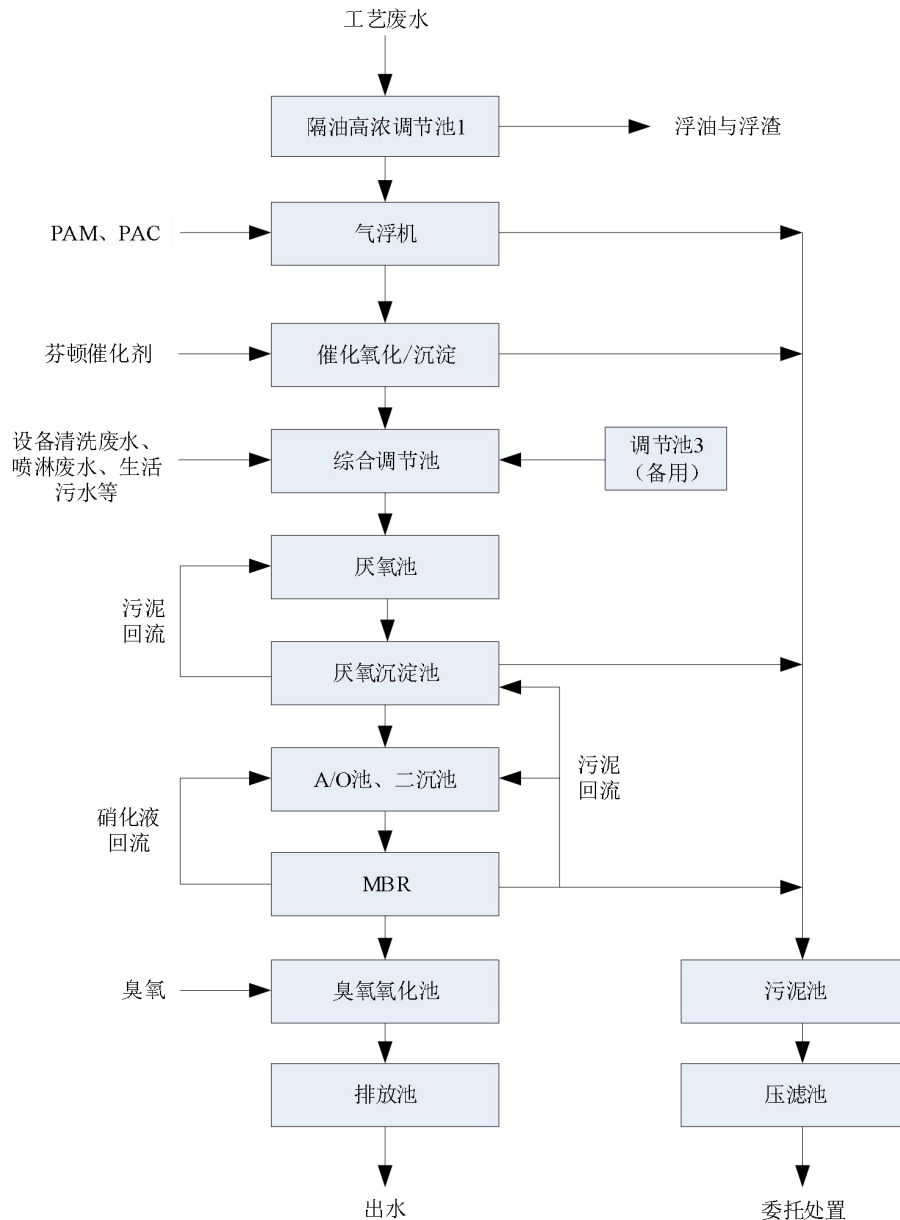 工艺废水
隔油高浓调节池1
浮油与浮渣
PAM、PAC
气浮机
芬顿催化剂
催化氧化/沉淀
设备清洗废水、
喷淋废水、生活
污水等
综合调节池
调节池3
（备用）
厌氧池
污泥
回流
厌氧沉淀池
A/O池、二沉池
污泥
回流
硝化液
回流
MBR
臭氧
臭氧氧化池
污泥池
排放池
压滤池
出水
委托处置